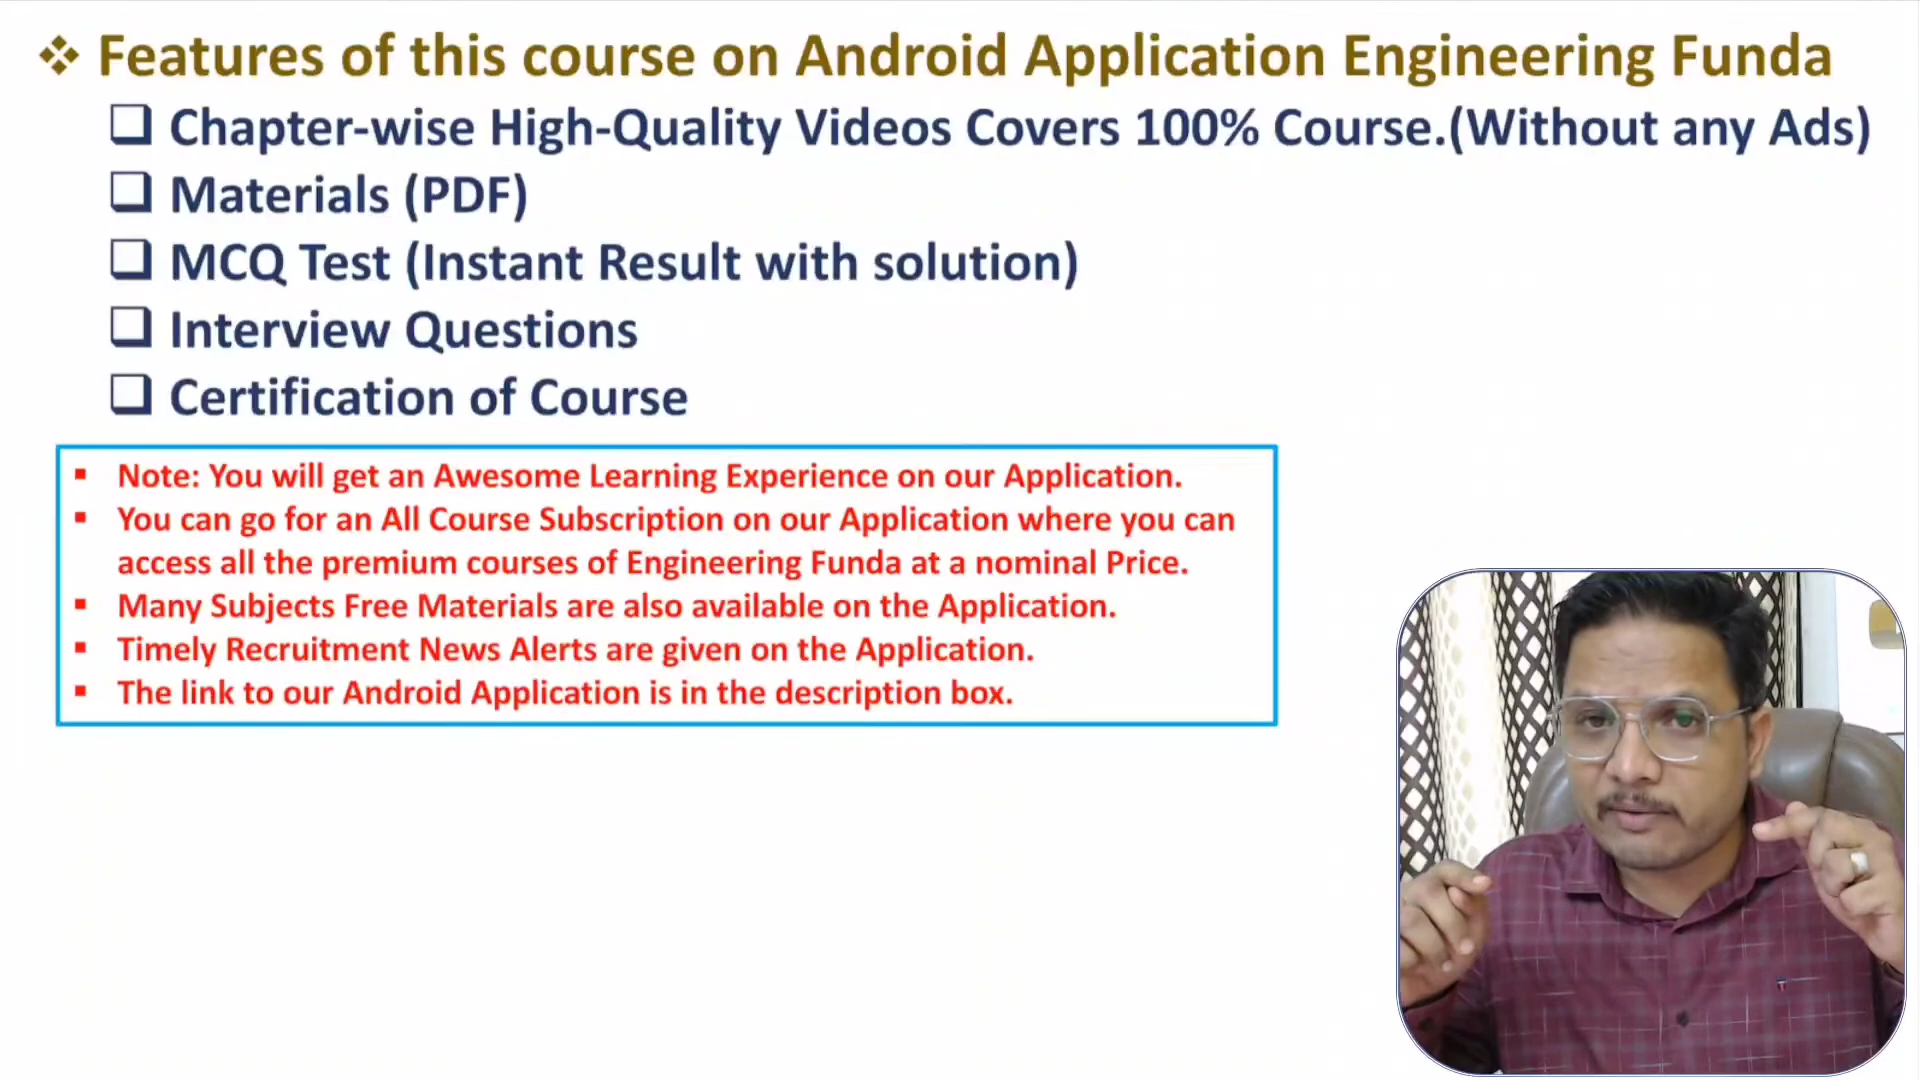 Features of this course on Android Application Engineering Funda
Chapter-wise High-Quality Videos Covers 100% Course.(Without any Ads)
Materials (PDF)
MCQ Test (Instant Result with solution)
Interview Questions
Certification of Course
Note: You will get an Awesome Learning Experience on our Application.
You can go for an All Course Subscription on our Application where you can
access all the premium courses of Engineering Funda at a nominal Price.
Many Subjects Free Materials are also available on the Application.
Timely Recruitment News Alerts are given on the Application.
The link to our Android Application is in the description box.